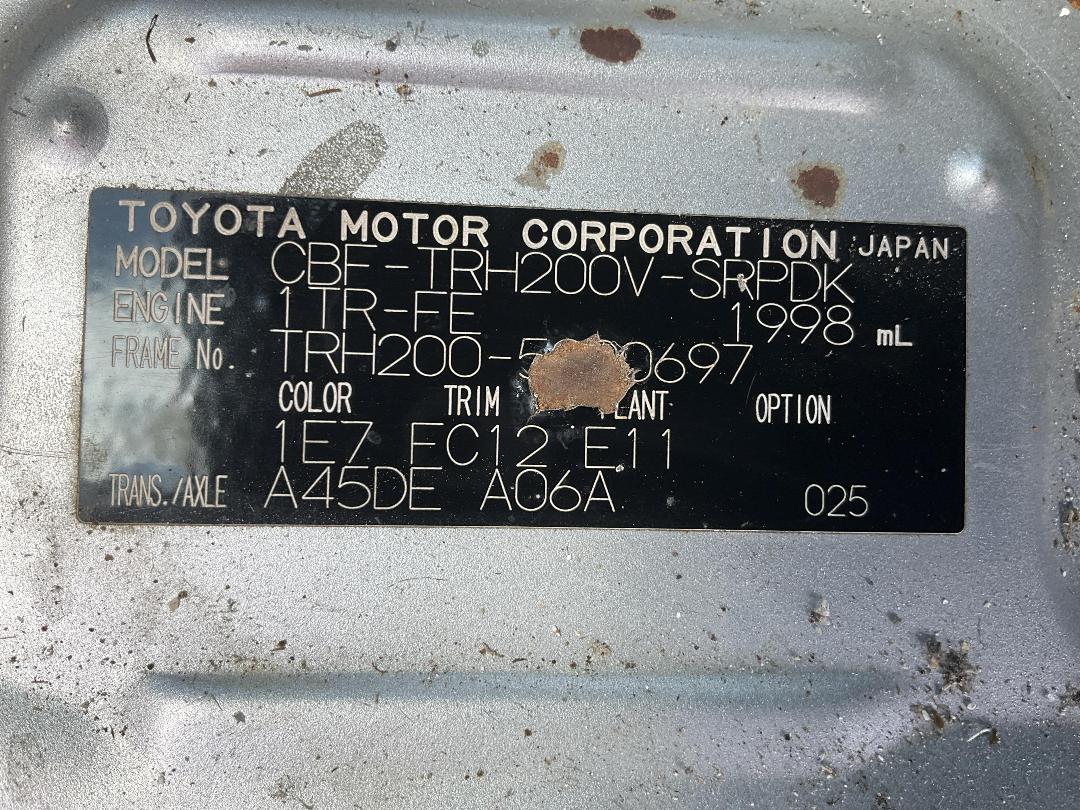 TOYOTA MOTOR CORPORATION JAPAN
MODEL CBF-TRH200V-SRPDK
ENGINE 1TR-FE 1998 mL
FRAME No.
COLOR TRIM OPTION
1E7 FC12 E11
TRANS./AXLE A45DE A06A 025